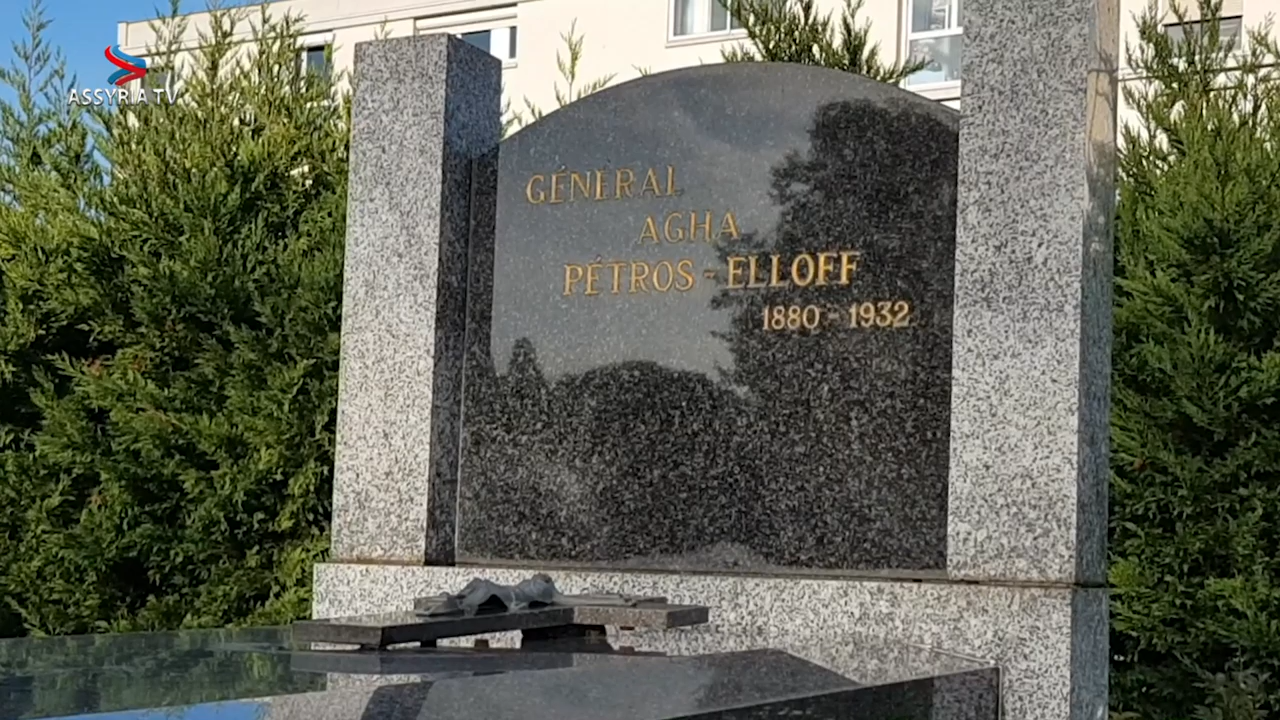 ASSYRIA TV
GÉNÉRAL
AGHA
PÉTROS - ELLOFF
1880 - 1932